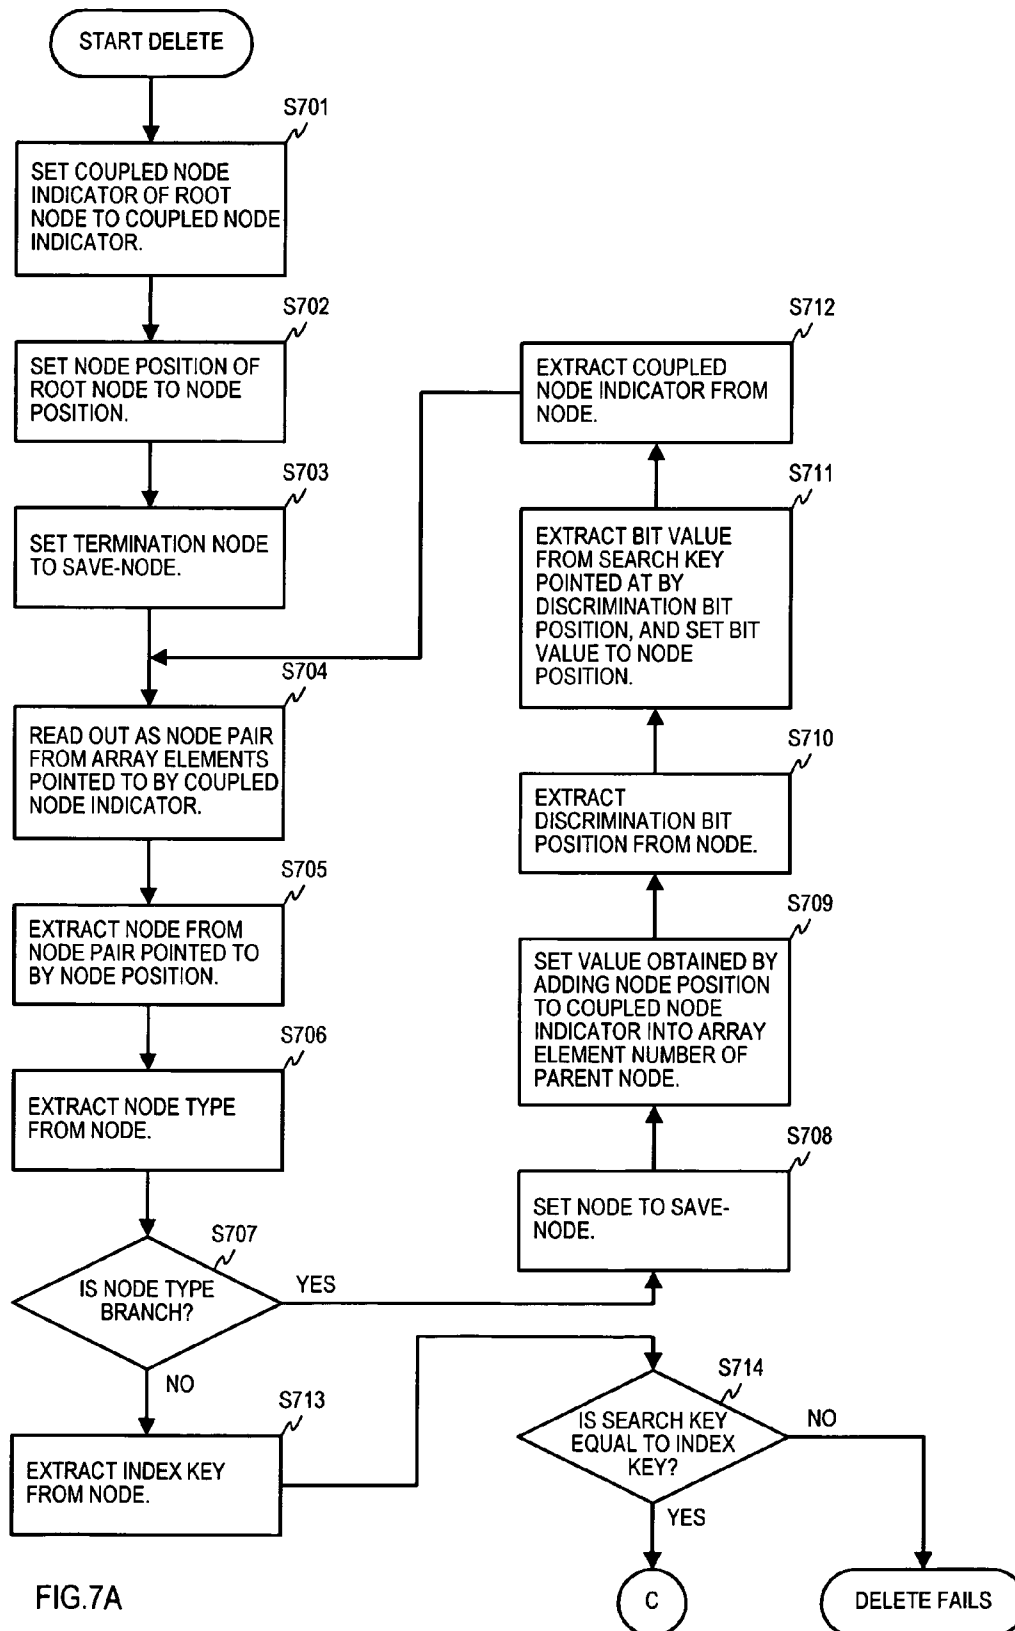 START DELETE
S701
SET COUPLED NODE
INDICATOR OF ROOT
NODE TO COUPLED NODE
INDICATOR.
S702
SET NODE POSITION OF
ROOT NODE TO NODE
POSITION.
S703
SET TERMINATION NODE
TO SAVE-NODE.
S704
READ OUT AS NODE PAIR
FROM ARRAY ELEMENTS
POINTED TO BY COUPLED
NODE INDICATOR.
S705
EXTRACT NODE FROM
NODE PAIR POINTED TO
BY NODE POSITION.
S706
EXTRACT NODE TYPE
FROM NODE.
S707
IS NODE TYPE
BRANCH?
YES
NO
S708
SET NODE TO SAVE-
NODE.
S709
SET VALUE OBTAINED BY
ADDING NODE POSITION
TO COUPLED NODE
INDICATOR INTO ARRAY
ELEMENT NUMBER OF
PARENT NODE.
S710
EXTRACT
DISCRIMINATION BIT
POSITION FROM NODE.
S711
EXTRACT BIT VALUE
FROM SEARCH KEY
POINTED AT BY
DISCRIMINATION BIT
POSITION, AND SET BIT
VALUE TO NODE
POSITION.
S712
EXTRACT COUPLED
NODE INDICATOR FROM
NODE.
S713
EXTRACT INDEX KEY
FROM NODE.
S714
IS SEARCH KEY
EQUAL TO INDEX
KEY?
NO
YES
C
DELETE FAILS
FIG.7A